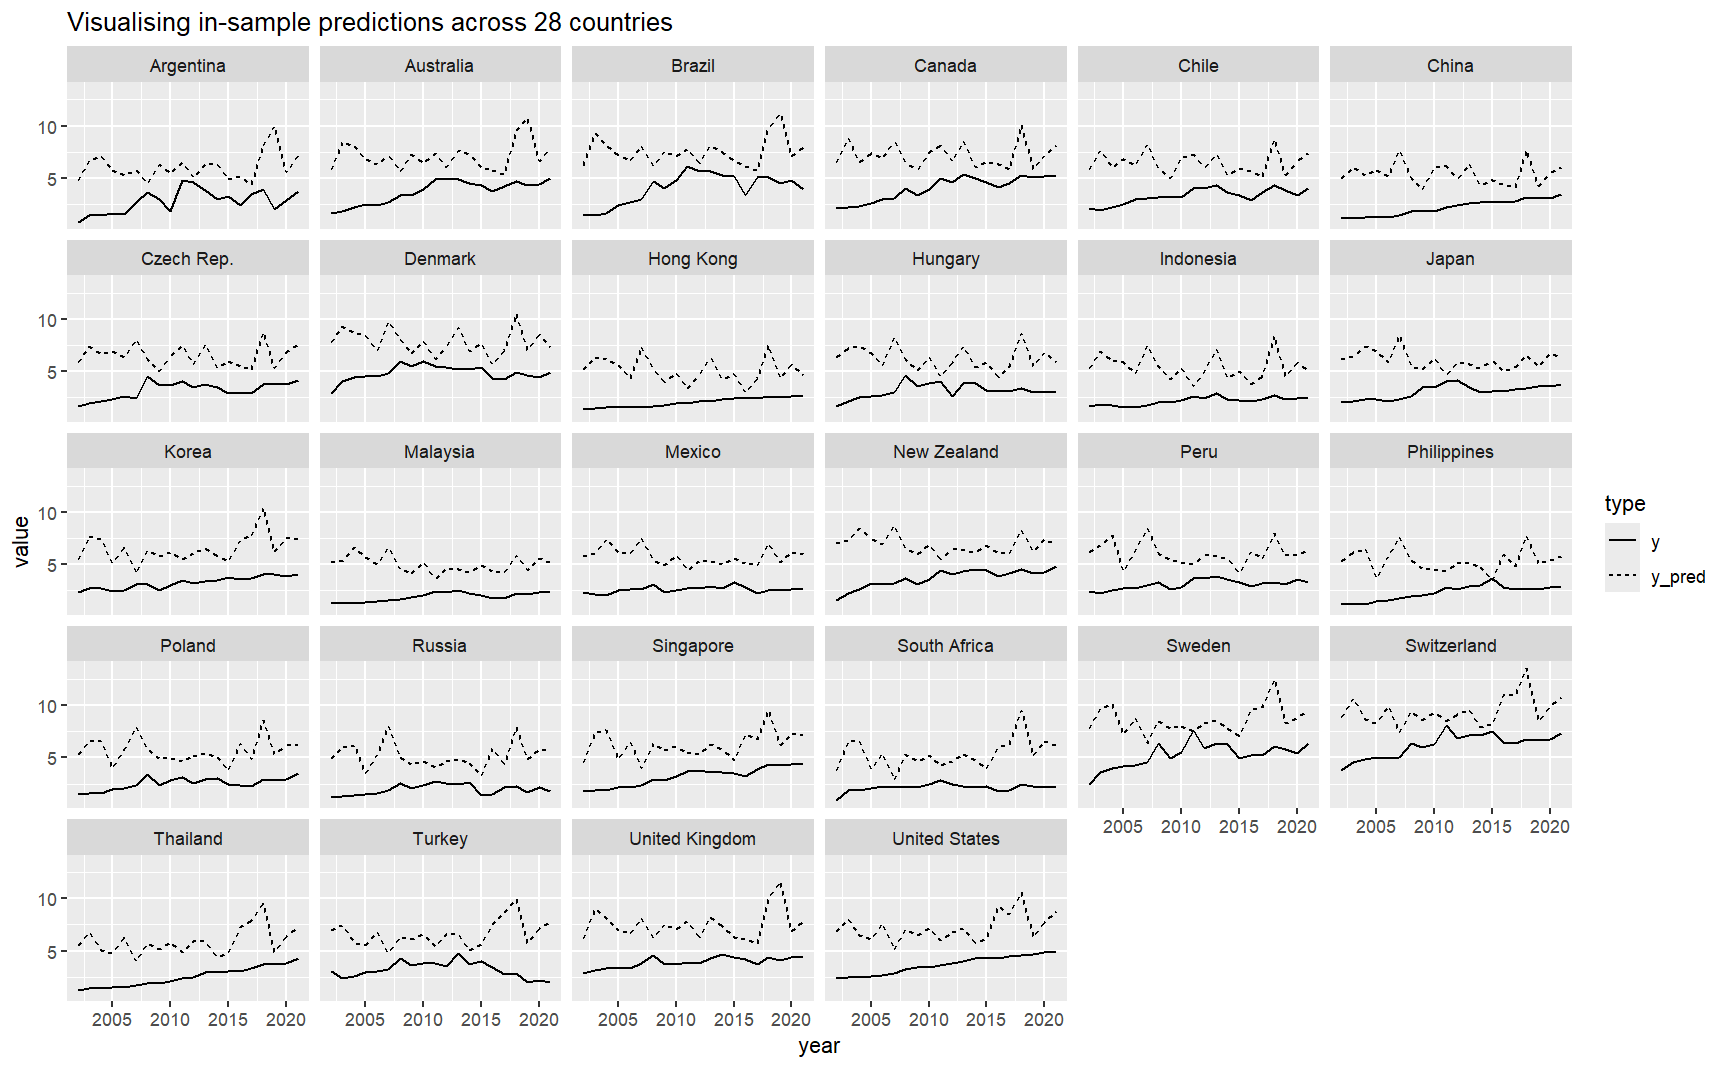 Visualising in-sample predictions across 28 countries
Argentina Australia Brazil Canada Chile China
10
5
Czech Rep. Denmark Hong Kong Hungary Indonesia Japan
10
5
Korea Malaysia Mexico New Zealand Peru Philippines
10
5
value
type
y
y_pred
Poland Russia Singapore South Africa Sweden Switzerland
10
5
2005 2010 2015 2020 2005 2010 2015 2020
Thailand Turkey United Kingdom United States
10
5
2005 2010 2015 2020 2005 2010 2015 2020 2005 2010 2015 2020 2005 2010 2015 2020
year